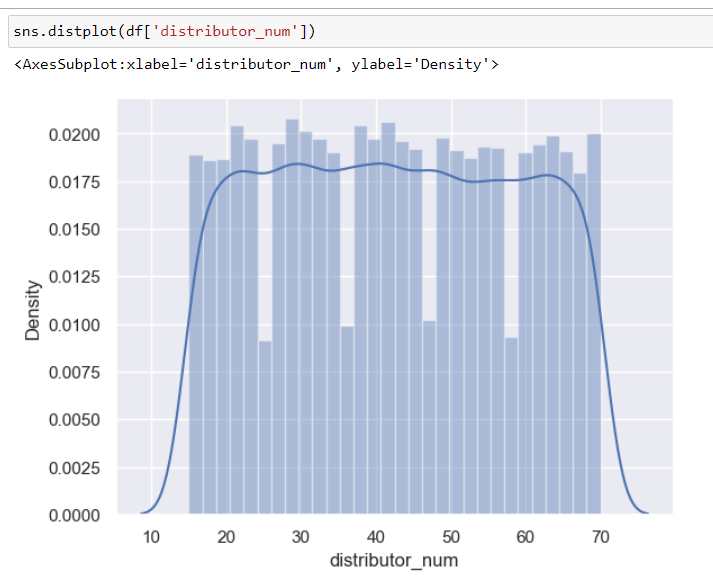 sns.distplot(df['distributor_num'])
<AxesSubplot:xlabel='distributor_num', ylabel='Density'>
0.0200
0.0175
0.0150
0.0125
0.0100
0.0075
0.0050
0.0025
0.0000
Density
10 20 30 40 50 60 70
distributor_num